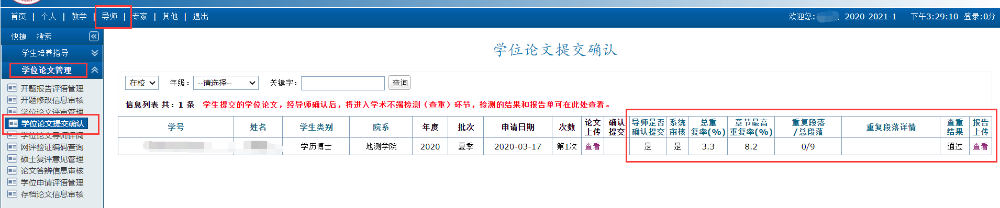 首页 | 个人 | 教学 | 导师 | 专家 | 其他 | 退出
欢迎您: 2020-2021-1 下午3:29:10 登录:0分
快捷 搜索
学生培养指导
学位论文管理
开题报告评语管理
开题修改信息审核
学位论文评审管理
学位论文提交确认
学位论文导师评阅
网评验证编码查询
硕士复评意见管理
论文答辨信息审核
学位申请评语管理
存档论文信息审核
学位论文提交确认
在校 年级: --请选择-- 关键字: 查询
信息列表 共: 1 条 学生提交的学位论文，经导师确认后，将进入学术不端检测（查重）环节，检测的结果和报告单可在此处查看。
学号 姓名 学生类别 院系 年度 批次 申请日期 次数 论文上传 确认提交 导师是否确认提交 系统审核 总重复率(%) 章节最高重复率(%) 重复段落/总段落 重复段落详情 查重结果 报告上传
学历博士 地测学院 2020 夏季 2020-03-17 第1次 查看 是 是 3.3 8.2 0/9 通过 查看